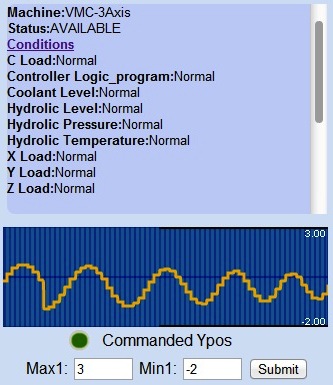 Machine:VMC-3Axis
Status:AVAILABLE
Conditions
C Load:Normal
Controller Logic_program:Normal
Coolant Level:Normal
Hydrolic Level:Normal
Hydrolic Pressure:Normal
Hydrolic Temperature:Normal
X Load:Normal
Y Load:Normal
Z Load:Normal
3.00
-2.00
Commanded Ypos
Max1: 3 Min1: -2 Submit